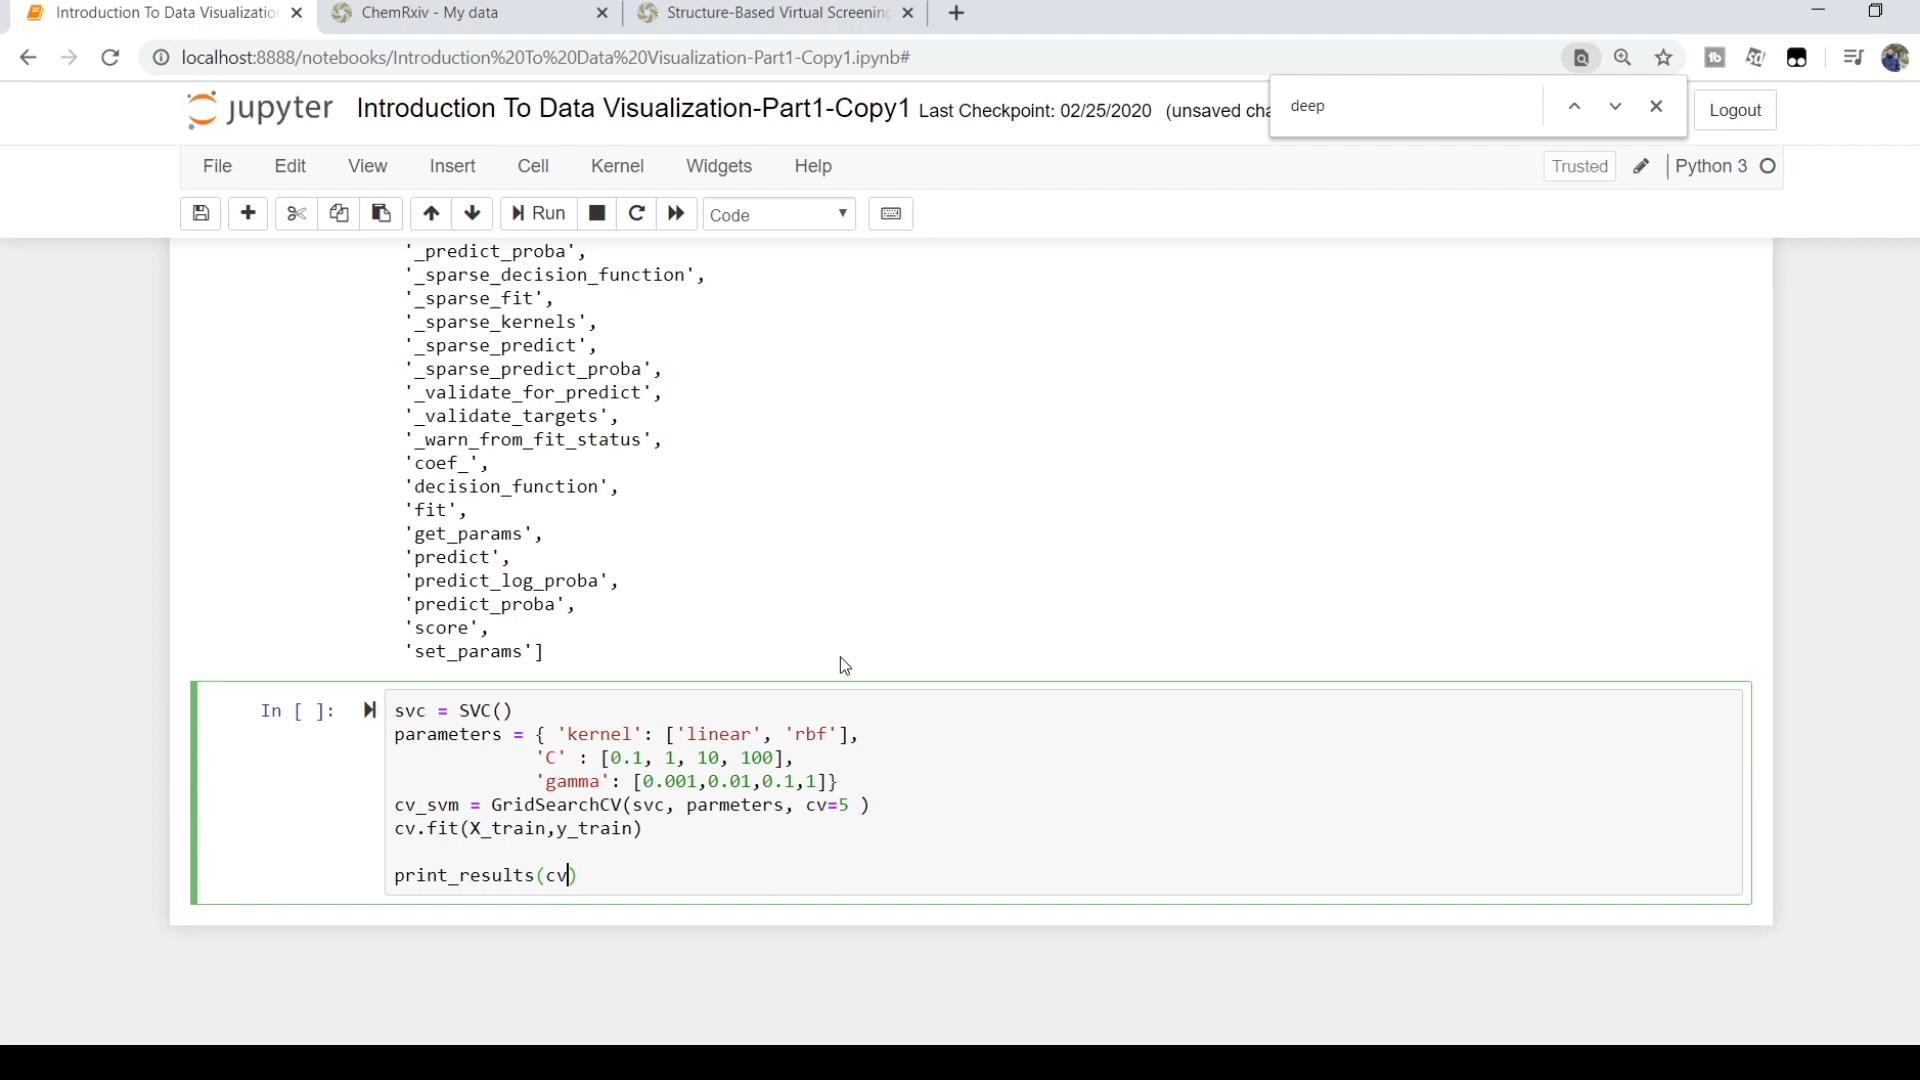 Introduction To Data Visualizatio
ChemRxiv - My data
Structure-Based Virtual Screening
localhost:8888/notebooks/Introduction%20To%20Data%20Visualization-Part1-Copy1.ipynb#
deep
jupyter Introduction To Data Visualization-Part1-Copy1 Last Checkpoint: 02/25/2020 (unsaved cha
Logout
File Edit View Insert Cell Kernel Widgets Help
Trusted
Python 3
Run
Code
'_predict_proba',
'_sparse_decision_function',
'_sparse_fit',
'_sparse_kernels',
'_sparse_predict',
'_sparse_predict_proba',
'_validate_for_predict',
'_validate_targets',
'_warn_from_fit_status',
'coef_',
'decision_function',
'fit',
'get_params',
'predict',
'predict_log_proba',
'predict_proba',
'score',
'set_params']
In [ ]: svc = SVC()
parameters = { 'kernel': ['linear', 'rbf'],
'C' : [0.1, 1, 10, 100],
'gamma': [0.001,0.01,0.1,1]}
cv_svm = GridSearchCV(svc, parmeters, cv=5 )
cv.fit(X_train,y_train)
print_results(cv)